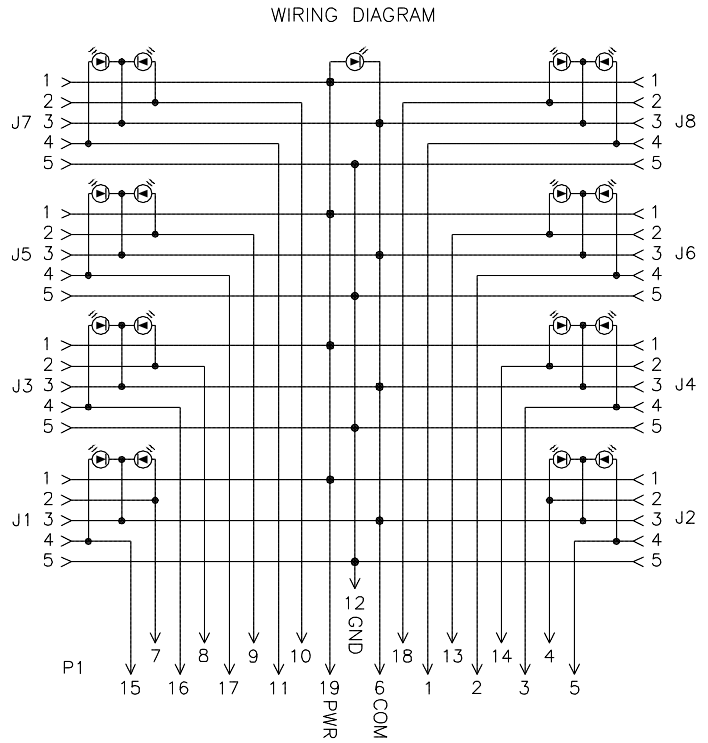 WIRING DIAGRAM
1 1
2 2
J7 3 3 J8
4 4
5 5
1 1
2 2
J5 3 3 J6
4 4
5 5
1 1
2 2
J3 3 3 J4
4 4
5 5
1 1
2 2
J1 3 3 J2
4 4
5 5
12 GND
7 8 9 10 18 13 14 4
P1
15 16 17 11 19 6 1 2 3 5
PWR COM